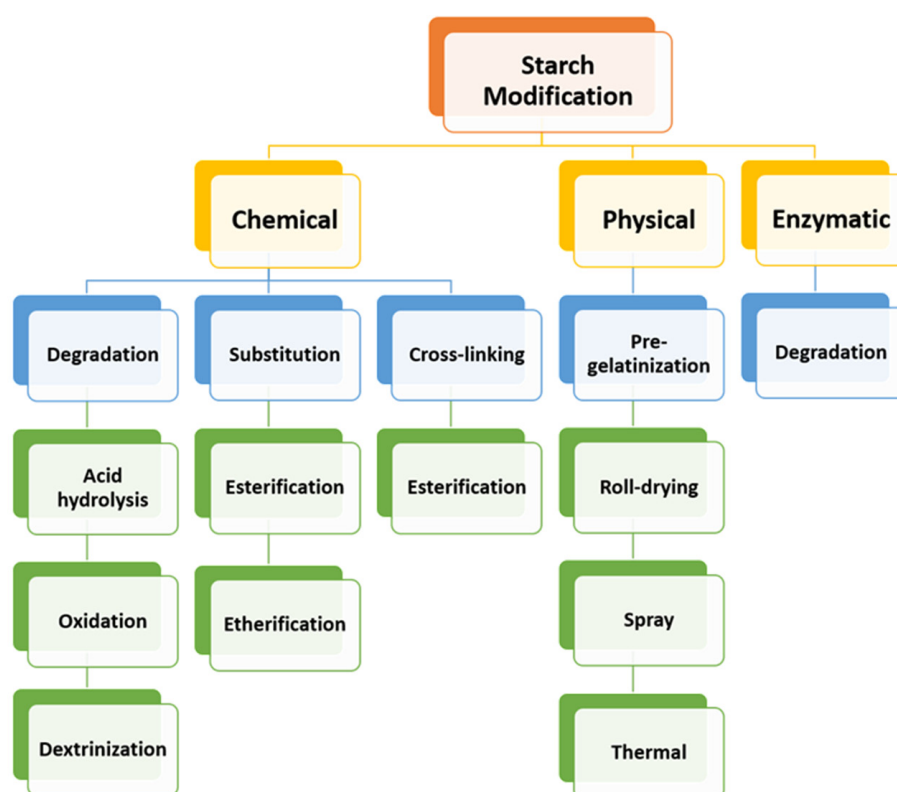 Starch
Modification
Chemical
Physical
Enzymatic
Degradation
Substitution
Cross-linking
Pre-
gelatinization
Degradation
Acid
hydrolysis
Esterification
Esterification
Roll-drying
Oxidation
Etherification
Spray
Dextrinization
Thermal